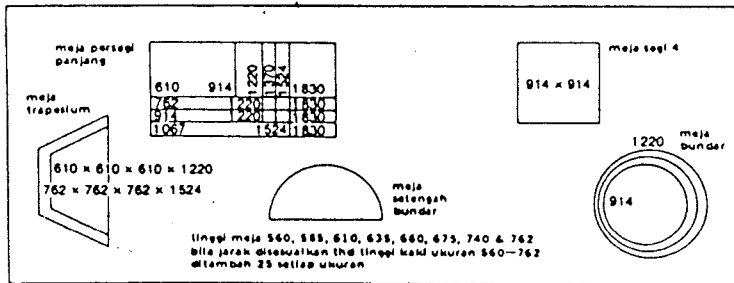 meja persegi
panjang
610 914 1220 1370 1524 1830
762 1220 1830
914 1220 1830
1067 1524 1830
meja segi 4
914 × 914
meja
trapesium
610 × 610 × 610 × 1220
762 × 762 × 762 × 1524
meja
setengah
bundar
meja
bundar
1220
914
tinggi meja 560, 585, 610, 635, 660, 675, 740 & 762
bila jarak disesuaikan thd tinggi kaki ukuran 560—762
ditambah 25 setiap ukuran